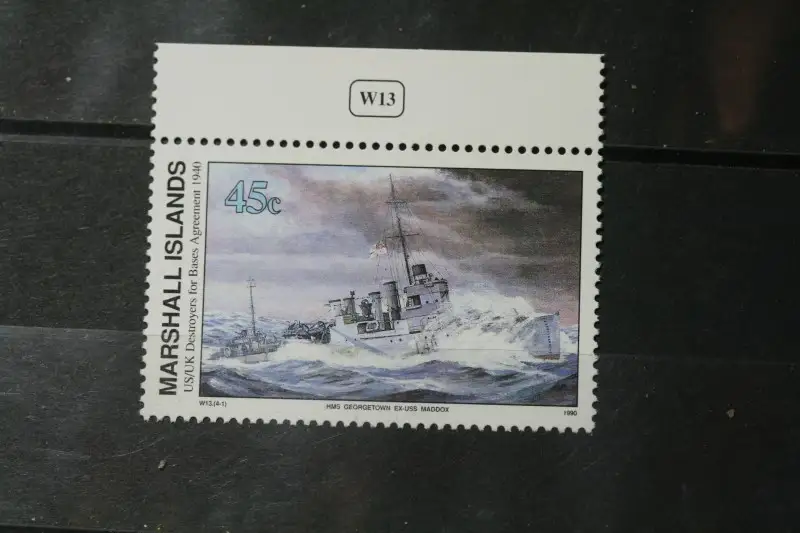 W13
MARSHALL ISLANDS
US/UK Destroyers for Bases Agreement 1940
45c
W13.(4-1)
HMS GEORGETOWN EX-USS MADDOX
1990